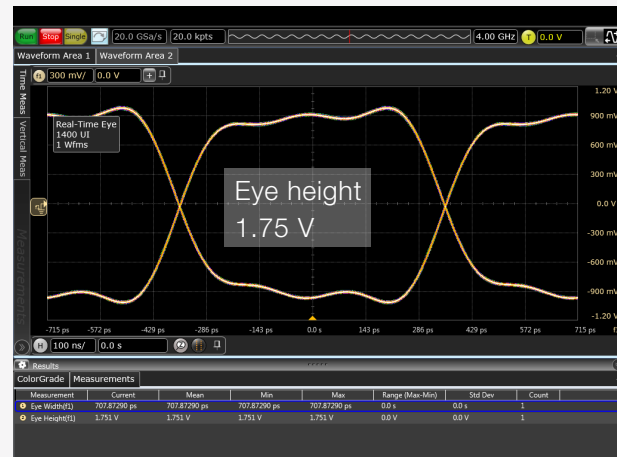 Run Stop Single 20.0 GSa/s 20.0 kpts 4.00 GHz T 0.0 V
Waveform Area 1 Waveform Area 2
f1 300 mV/ 0.0 V +
Time Meas
Vertical Meas
Measurements
Real-Time Eye
1400 UI
1 Wfms
1.20 V
900 mV
600 mV
300 mV
0.0 V
-300 mV
-600 mV
-900 mV
-1.20 V
Eye height
1.75 V
-715 ps -572 ps -429 ps -286 ps -143 ps 0.0 s 143 ps 286 ps 429 ps 572 ps 715 ps
H 100 ns/ 0.0 s
Results
ColorGrade Measurements
Measurement Current Mean Min Max Range (Max-Min) Std Dev Count
1 Eye Width(f1) 707.87290 ps 707.87290 ps 707.87290 ps 707.87290 ps 0.0 s 0.0 s 1
2 Eye Height(f1) 1.751 V 1.751 V 1.751 V 1.751 V 0.0 V 0.0 V 1